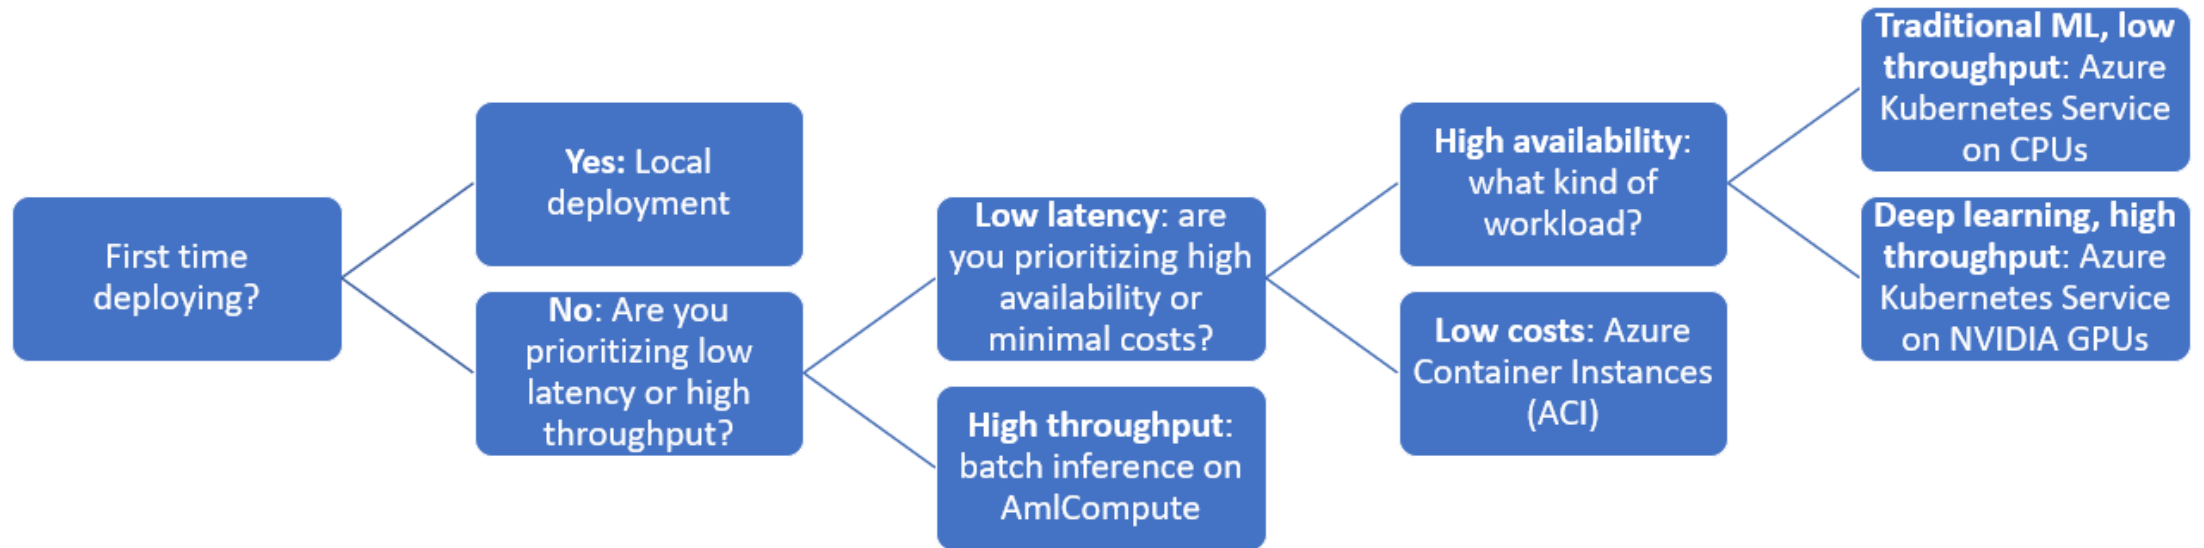 First time
deploying?
Yes: Local
deployment
No: Are you
prioritizing low
latency or high
throughput?
Low latency: are
you prioritizing high
availability or
minimal costs?
High throughput:
batch inference on
AmlCompute
High availability:
what kind of
workload?
Low costs: Azure
Container Instances
(ACI)
Traditional ML, low
throughput: Azure
Kubernetes Service
on CPUs
Deep learning, high
throughput: Azure
Kubernetes Service
on NVIDIA GPUs